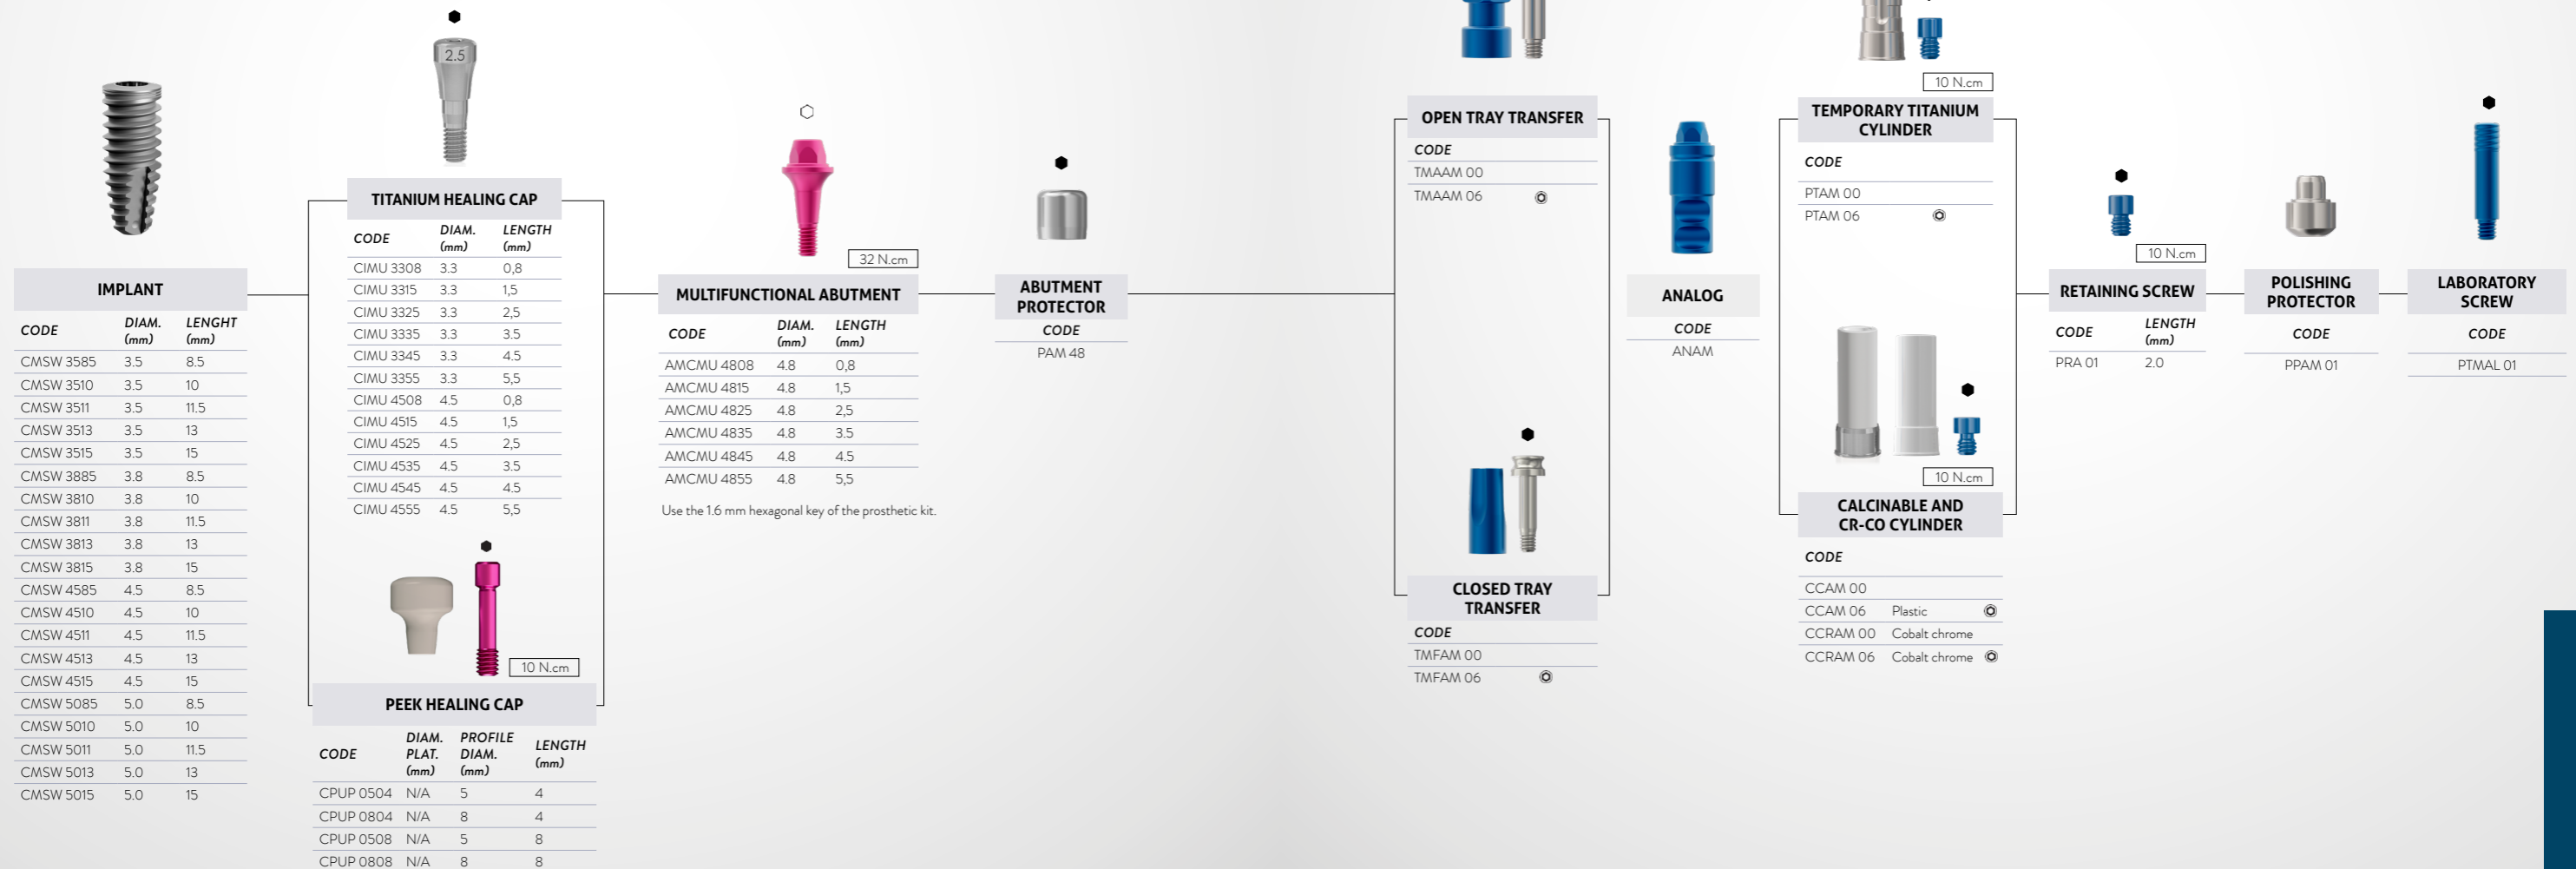 IMPLANT
CODE DIAM. (mm) LENGHT (mm)
CMSW 3585 3.5 8.5
CMSW 3510 3.5 10
CMSW 3511 3.5 11.5
CMSW 3513 3.5 13
CMSW 3515 3.5 15
CMSW 3885 3.8 8.5
CMSW 3810 3.8 10
CMSW 3811 3.8 11.5
CMSW 3813 3.8 13
CMSW 3815 3.8 15
CMSW 4585 4.5 8.5
CMSW 4510 4.5 10
CMSW 4511 4.5 11.5
CMSW 4513 4.5 13
CMSW 4515 4.5 15
CMSW 5085 5.0 8.5
CMSW 5010 5.0 10
CMSW 5011 5.0 11.5
CMSW 5013 5.0 13
CMSW 5015 5.0 15
2.5
TITANIUM HEALING CAP
CODE DIAM. (mm) LENGTH (mm)
CIMU 3308 3.3 0,8
CIMU 3315 3.3 1,5
CIMU 3325 3.3 2,5
CIMU 3335 3.3 3.5
CIMU 3345 3.3 4.5
CIMU 3355 3.3 5,5
CIMU 4508 4.5 0,8
CIMU 4515 4.5 1,5
CIMU 4525 4.5 2,5
CIMU 4535 4.5 3.5
CIMU 4545 4.5 4.5
CIMU 4555 4.5 5,5
10 N.cm
PEEK HEALING CAP
CODE DIAM. PLAT. (mm) PROFILE DIAM. (mm) LENGTH (mm)
CPUP 0504 N/A 5 4
CPUP 0804 N/A 8 4
CPUP 0508 N/A 5 8
CPUP 0808 N/A 8 8
32 N.cm
MULTIFUNCTIONAL ABUTMENT
CODE DIAM. (mm) LENGTH (mm)
AMCMU 4808 4.8 0,8
AMCMU 4815 4.8 1,5
AMCMU 4825 4.8 2,5
AMCMU 4835 4.8 3.5
AMCMU 4845 4.8 4.5
AMCMU 4855 4.8 5,5
Use the 1.6 mm hexagonal key of the prosthetic kit.
ABUTMENT
PROTECTOR
CODE
PAM 48
OPEN TRAY TRANSFER
CODE
TMAAM 00
TMAAM 06
CLOSED TRAY
TRANSFER
CODE
TMFAM 00
TMFAM 06
ANALOG
CODE
ANAM
10 N.cm
TEMPORARY TITANIUM
CYLINDER
CODE
PTAM 00
PTAM 06
10 N.cm
CALCINABLE AND
CR-CO CYLINDER
CODE
CCAM 00
CCAM 06 Plastic
CCRAM 00 Cobalt chrome
CCRAM 06 Cobalt chrome
10 N.cm
RETAINING SCREW
CODE LENGTH (mm)
PRA 01 2.0
POLISHING
PROTECTOR
CODE
PPAM 01
LABORATORY
SCREW
CODE
PTMAL 01